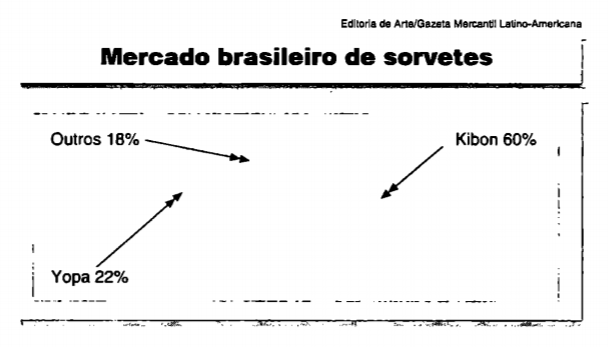 Editoria de Arte/Gazeta Mercantil Latino-Americana
Mercado brasileiro de sorvetes
Outros 18%
Kibon 60%
Yopa 22%